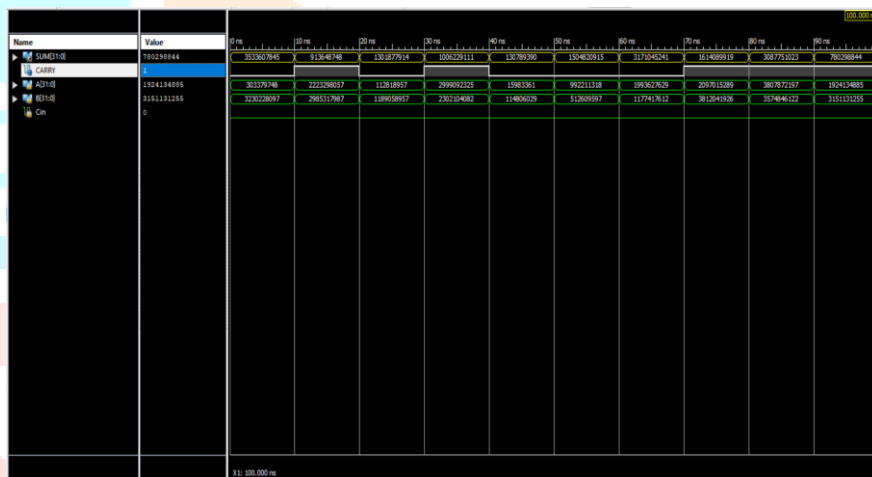 100.000 ns
Name Value 0 ns 10 ns 20 ns 30 ns 40 ns 50 ns 60 ns 70 ns 80 ns 90 ns
SUM[31:0] 780298844 3533607845 913648748 1301877914 1006229111 130789390 1504820915 3171045241 1614089919 3087751023 780298844
CARRY 1
A[31:0] 1924134885 303379748 2223298057 112818957 2999092325 15983361 992211318 1993627629 2097015289 3807872197 1924134885
B[31:0] 3151131255 3230228097 2985317987 1189058957 2302104082 114806029 512609597 1177417612 3812041926 3574846122 3151131255
Cin 0
X1: 100.000 ns